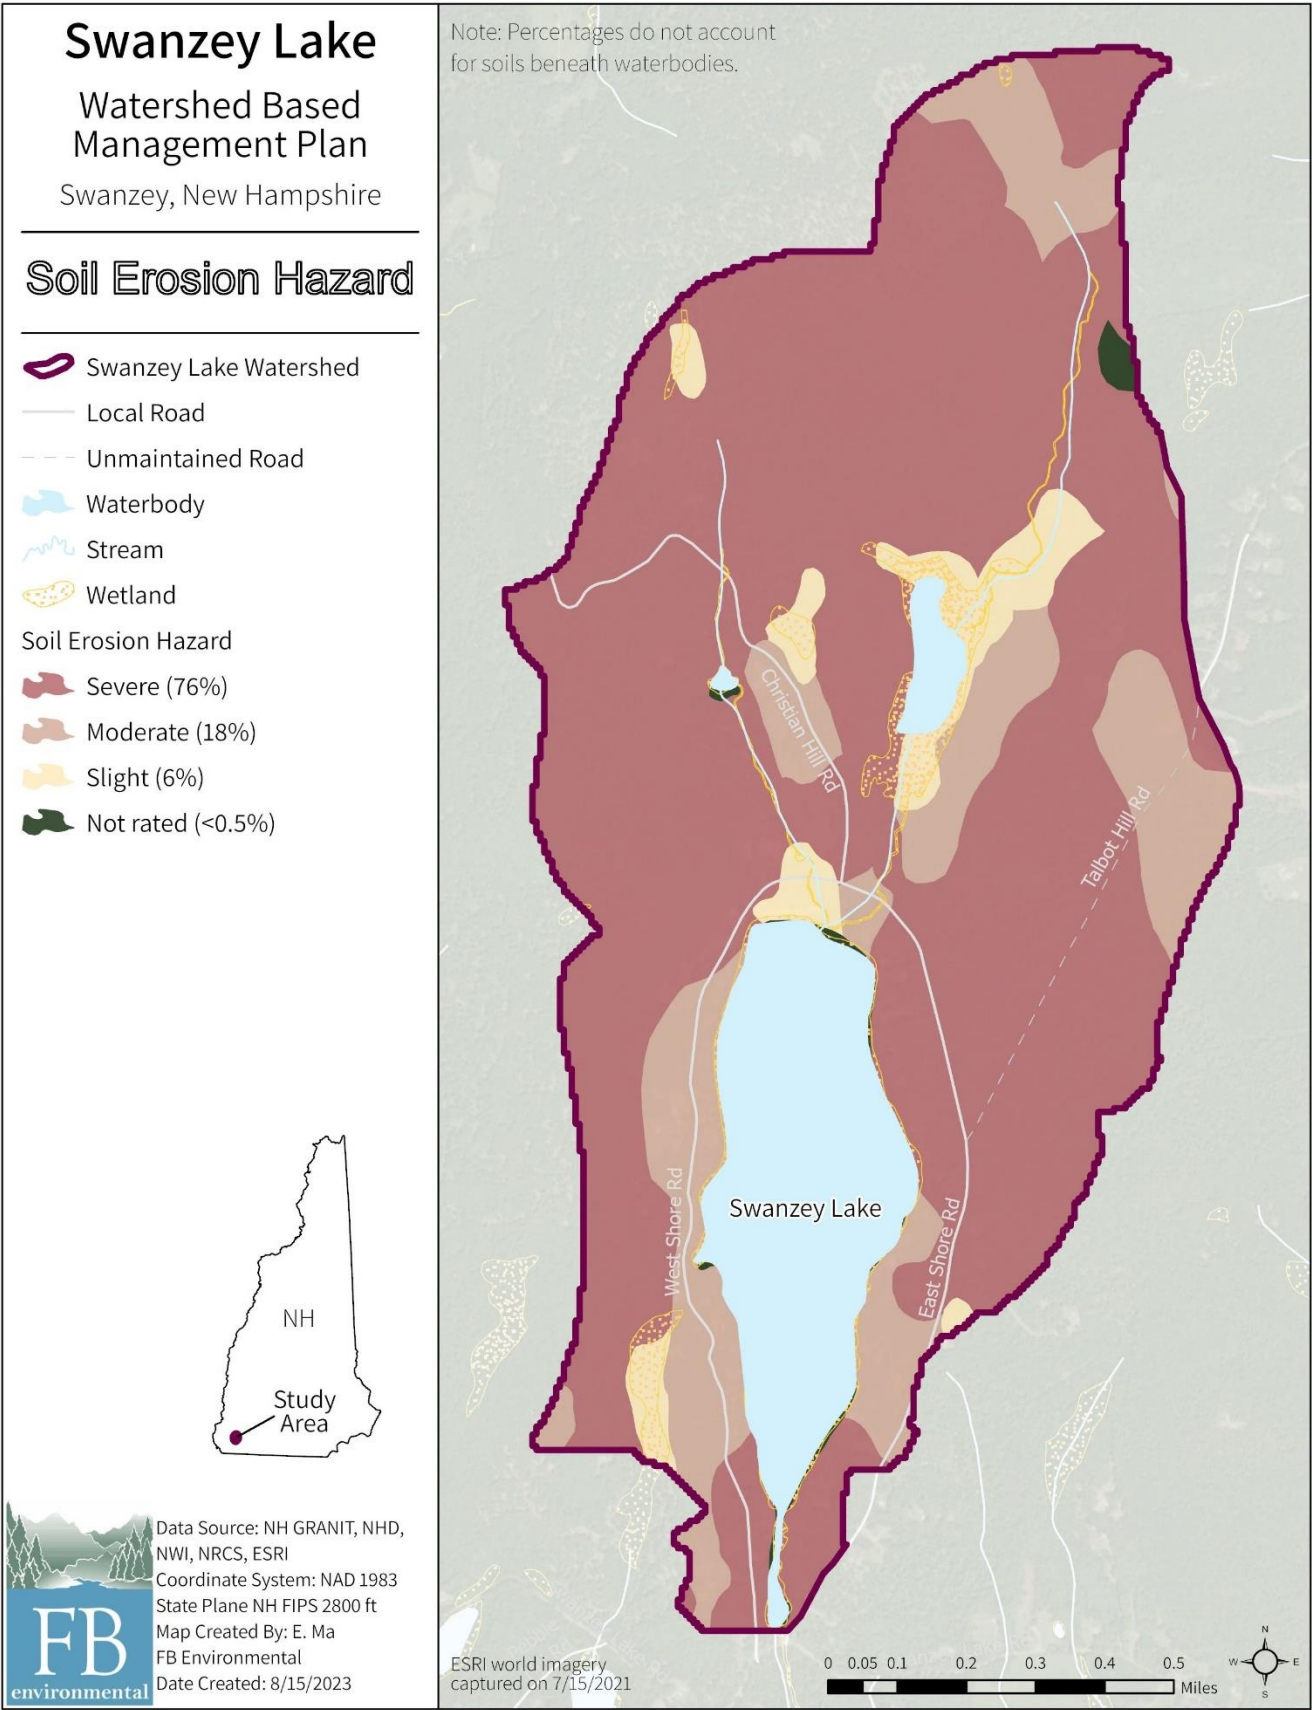 Swanzey Lake
Watershed Based
Management Plan
Swanzey, New Hampshire
Soil Erosion Hazard
Swanzey Lake Watershed
Local Road
Unmaintained Road
Waterbody
Stream
Wetland
Soil Erosion Hazard
Severe (76%)
Moderate (18%)
Slight (6%)
Not rated (<0.5%)
NH
Study
Area
FB
environmental
Data Source: NH GRANIT, NHD,
NWI, NRCS, ESRI
Coordinate System: NAD 1983
State Plane NH FIPS 2800 ft
Map Created By: E. Ma
FB Environmental
Date Created: 8/15/2023
Note: Percentages do not account
for soils beneath waterbodies.
Christian Hill Rd
Talbot Hill Rd
West Shore Rd
Swanzey Lake
East Shore Rd
ESRI world imagery
captured on 7/15/2021
0 0.05 0.1 0.2 0.3 0.4 0.5
Miles
N
W E
S